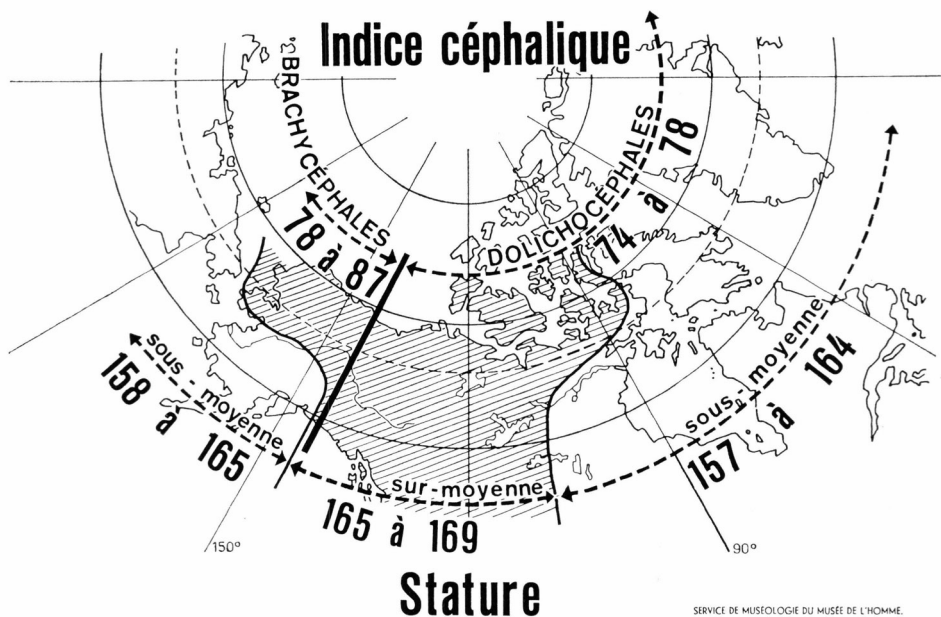 Indice céphalique
BRACHYCÉPHALES
78 à 87
DOLICHOCÉPHALES
74 à 78
sous-moyenne
158 à 165
sur-moyenne
165 à 169
sous-moyenne
157 à 164
150°
90°
Stature
SERVICE DE MUSÉOLOGIE DU MUSÉE DE L'HOMME.